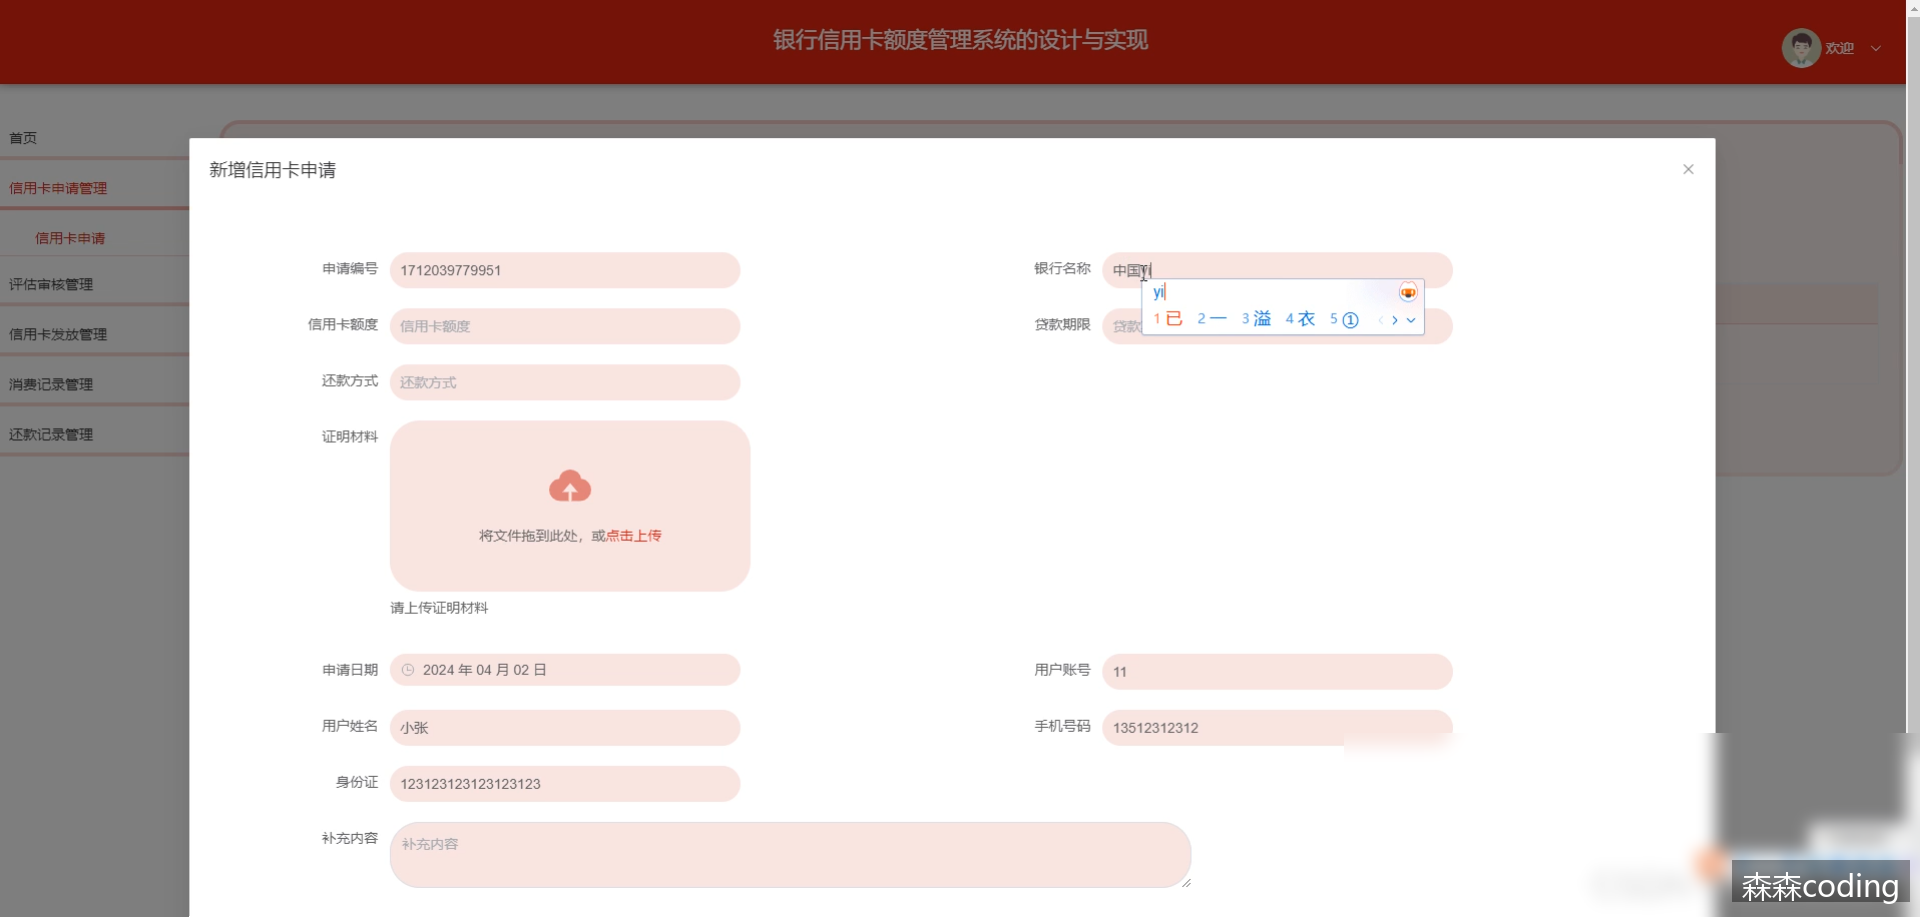 银行信用卡额度管理系统的设计与实现
欢迎
首页
信用卡申请管理
信用卡申请
评估审核管理
信用卡发放管理
消费记录管理
还款记录管理
新增信用卡申请
申请编号 1712039779951
银行名称 中国yi
yi
1 已 2 一 3 溢 4 衣 5 ①
信用卡额度 信用卡额度
贷款期限 贷款
还款方式 还款方式
证明材料
将文件拖到此处，或点击上传
请上传证明材料
申请日期 2024 年 04 月 02 日
用户账号 11
用户姓名 小张
手机号码 13512312312
身份证 123123123123123123
补充内容 补充内容
森森coding